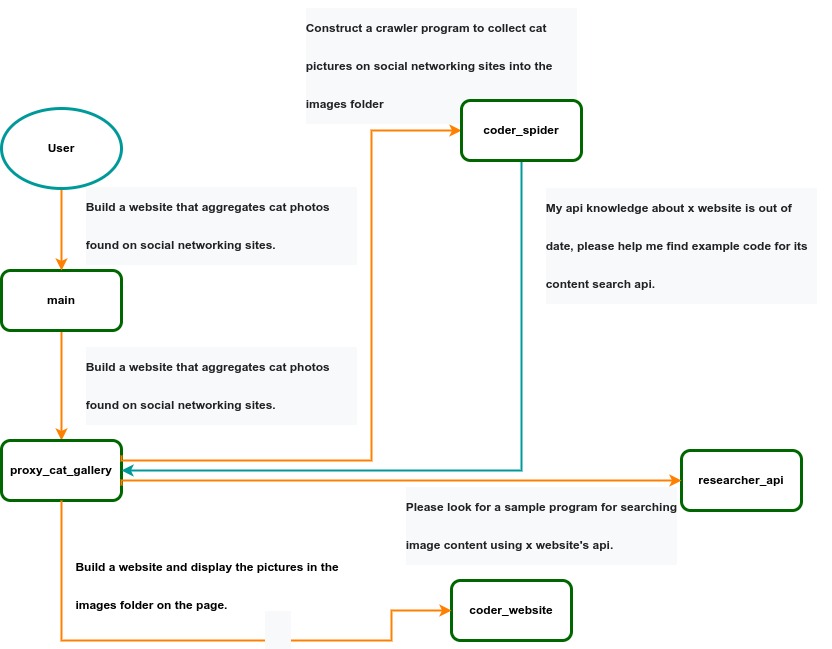 Construct a crawler program to collect cat
pictures on social networking sites into the
images folder
coder_spider
User
Build a website that aggregates cat photos
found on social networking sites.
My api knowledge about x website is out of
date, please help me find example code for its
content search api.
main
Build a website that aggregates cat photos
found on social networking sites.
proxy_cat_gallery
researcher_api
Please look for a sample program for searching
image content using x website's api.
Build a website and display the pictures in the
images folder on the page.
coder_website